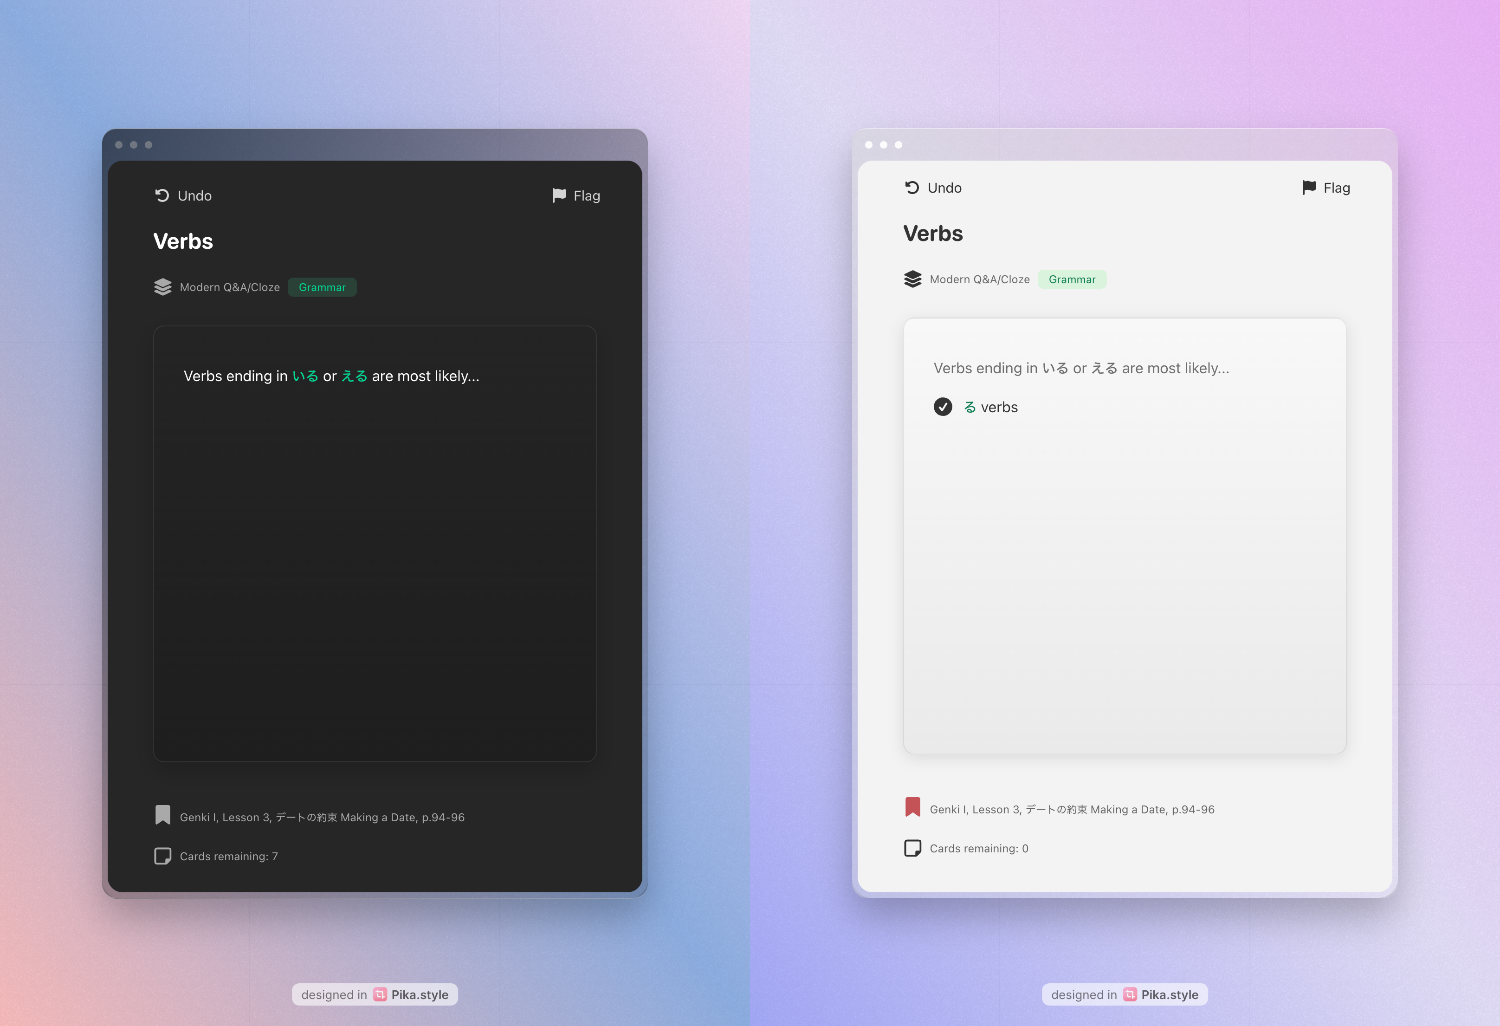 Undo
Flag
Verbs
Modern Q&A/Cloze
Grammar
Verbs ending in いる or える are most likely...
Genki I, Lesson 3, デートの約束 Making a Date, p.94-96
Cards remaining: 7
designed in Pika.style
Undo
Flag
Verbs
Modern Q&A/Cloze
Grammar
Verbs ending in いる or える are most likely...
る verbs
Genki I, Lesson 3, デートの約束 Making a Date, p.94-96
Cards remaining: 0
designed in Pika.style